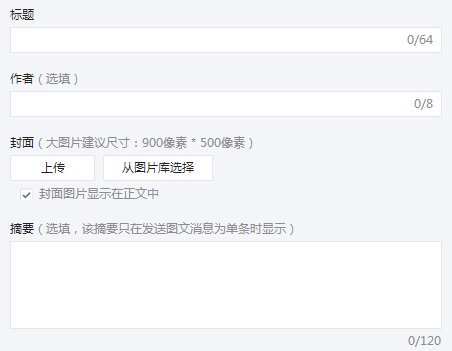 标题
0/64
作者（选填）
0/8
封面（大图片建议尺寸：900像素 * 500像素）
上传 从图片库选择
封面图片显示在正文中
摘要（选填，该摘要只在发送图文消息为单条时显示）
0/120